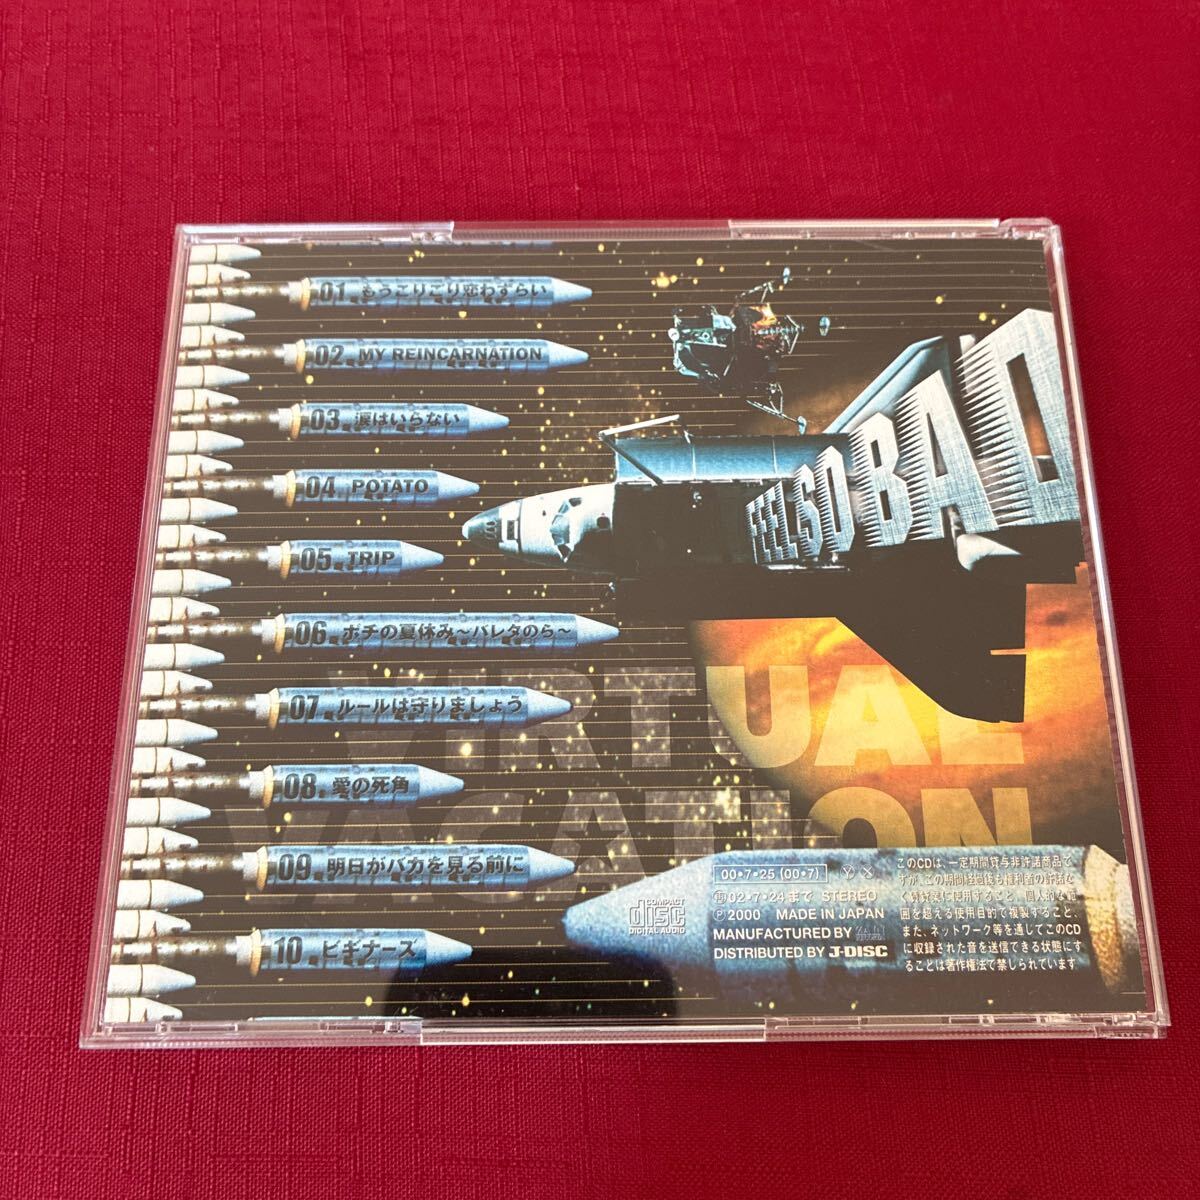 01. もうこりごり恋わずらい
02. MY REINCARNATION
03. 涙はいらない
04. POTATO
05. TRIP
06. ポチの夏休み〜バレタのら〜
07. ルールは守りましょう
08. 愛の死角
09. 明日がバカを見る前に
10. ビギナーズ
FEEL SO BAD
VIRTUAL
VACATION
COMPACT
disc
DIGITAL AUDIO
00・7・25 (00・7) Ⓨ Ⓧ
02・7・24まで STEREO
Ⓟ2000 MADE IN JAPAN
MANUFACTURED BY
DISTRIBUTED BY J-DISC
このCDは、一定期間貸与非許諾商品で
すが、この期間経過後も権利者の許諾な
く賃貸業に使用すること、個人的な範
囲を超える使用目的で複製すること、
また、ネットワーク等を通じてこのCD
に収録された音を送信できる状態にす
ることは著作権法で禁じられています